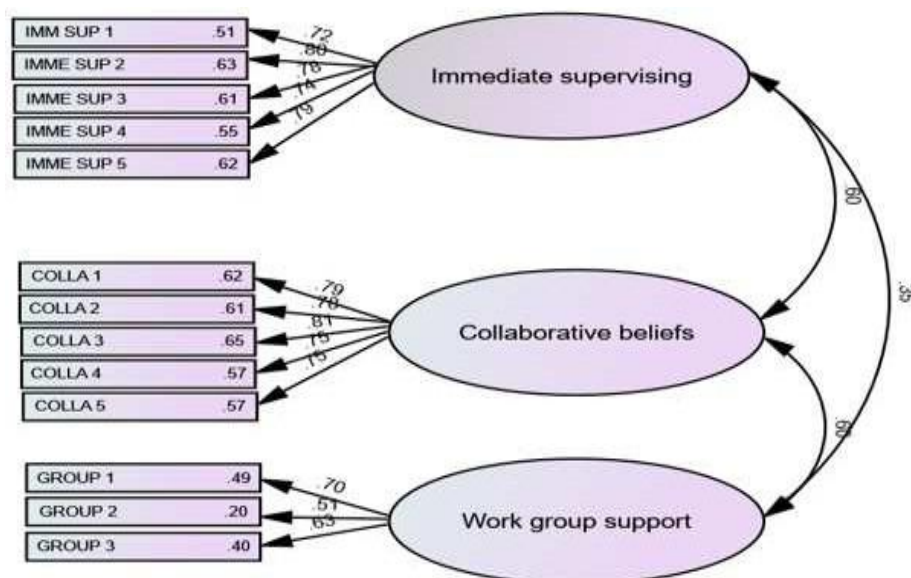 IMM SUP 1 .51
IMME SUP 2 .63
IMME SUP 3 .61
IMME SUP 4 .55
IMME SUP 5 .62
.72
.80
.78
.74
.79
Immediate supervising
.60
.35
COLLA 1 .62
COLLA 2 .61
COLLA 3 .65
COLLA 4 .57
COLLA 5 .57
.79
.78
.81
.75
.75
Collaborative beliefs
.60
GROUP 1 .49
GROUP 2 .20
GROUP 3 .40
.70
.51
.63
Work group support